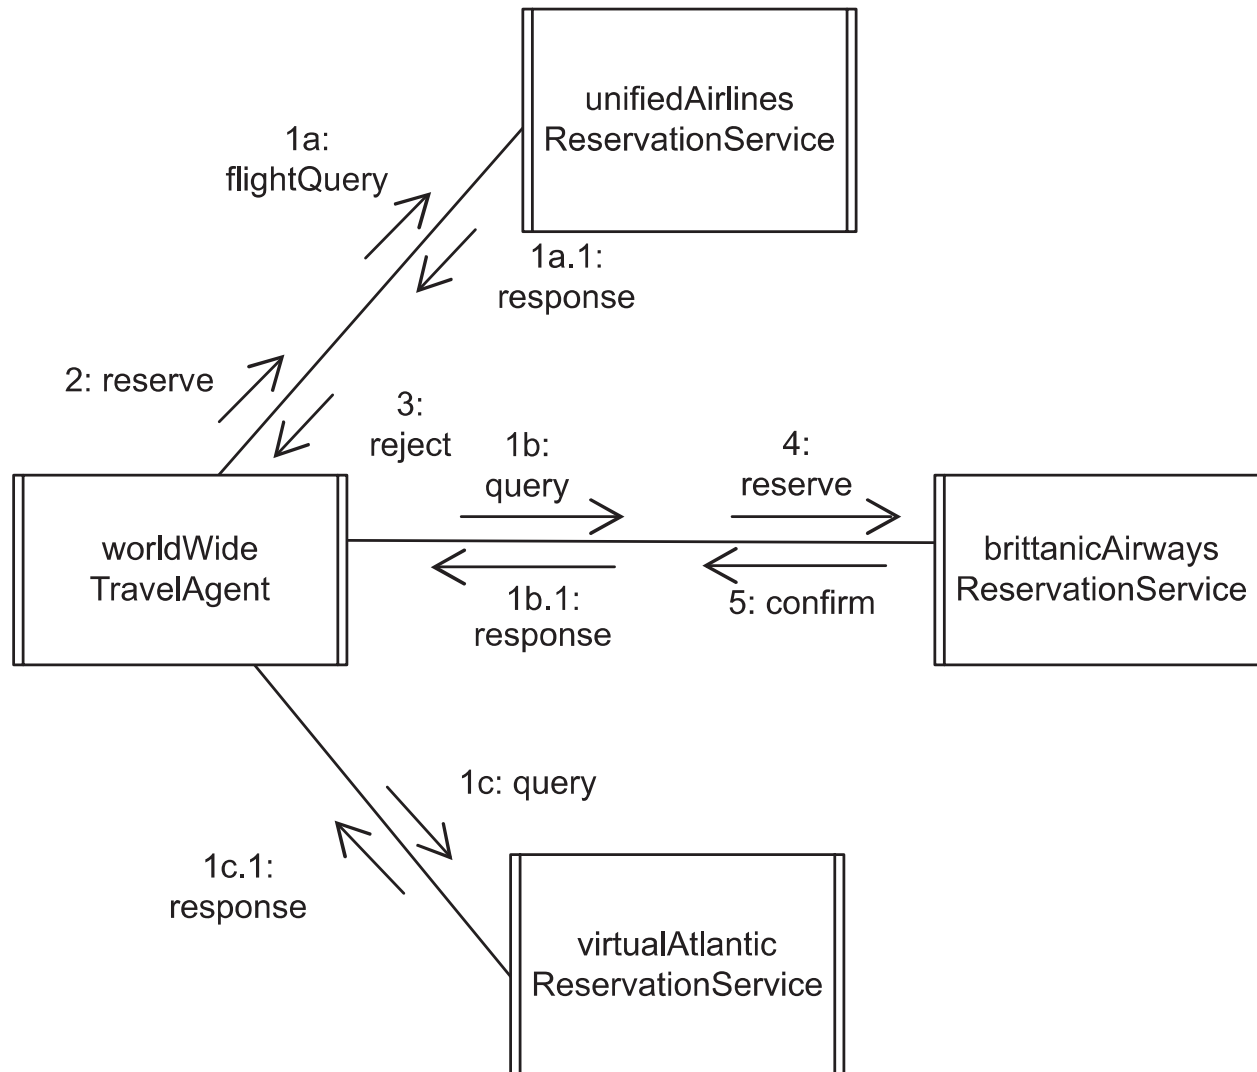 unifiedAirlines
ReservationService
1a:
flightQuery
1a.1:
response
2: reserve
3:
reject
1b:
query
4:
reserve
worldWide
TravelAgent
brittanicAirways
ReservationService
1b.1:
response
5: confirm
1c: query
1c.1:
response
virtualAtlantic
ReservationService